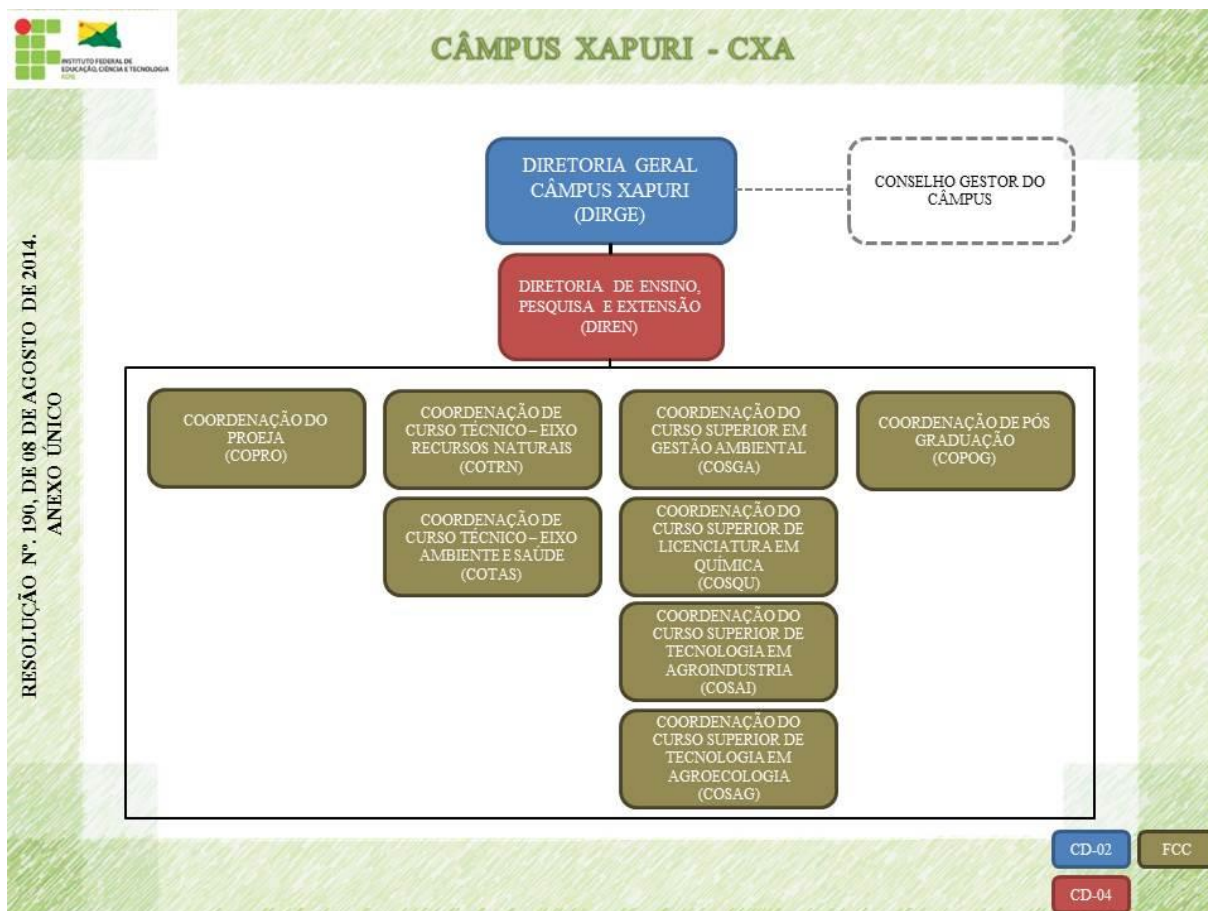 INSTITUTO FEDERAL DE
EDUCAÇÃO, CIÊNCIA E TECNOLOGIA
ACRE
CÂMPUS XAPURI - CXA
RESOLUÇÃO Nº. 190, DE 08 DE AGOSTO DE 2014.
ANEXO ÚNICO
DIRETORIA GERAL
CÂMPUS XAPURI
(DIRGE)
CONSELHO GESTOR DO
CÂMPUS
DIRETORIA DE ENSINO,
PESQUISA E EXTENSÃO
(DIREN)
COORDENAÇÃO DO
PROEJA
(COPRO)
COORDENAÇÃO DE
CURSO TÉCNICO – EIXO
RECURSOS NATURAIS
(COTRN)
COORDENAÇÃO DE
CURSO TÉCNICO – EIXO
AMBIENTE E SAÚDE
(COTAS)
COORDENAÇÃO DO
CURSO SUPERIOR EM
GESTÃO AMBIENTAL
(COSGA)
COORDENAÇÃO DO
CURSO SUPERIOR DE
LICENCIATURA EM
QUÍMICA
(COSQU)
COORDENAÇÃO DO
CURSO SUPERIOR DE
TECNOLOGIA EM
AGROINDUSTRIA
(COSAI)
COORDENAÇÃO DO
CURSO SUPERIOR DE
TECNOLOGIA EM
AGROECOLOGIA
(COSAG)
COORDENAÇÃO DE PÓS
GRADUAÇÃO
(COPOG)
CD-02
FCC
CD-04